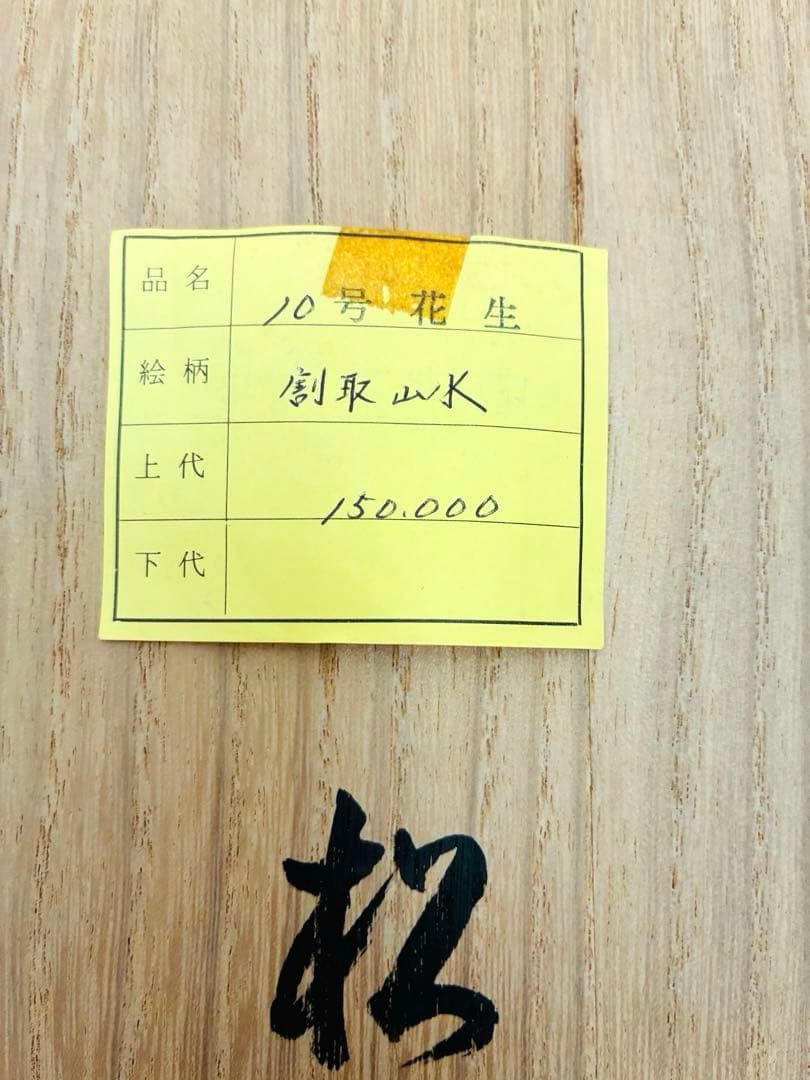 品名 10号 花生
絵柄 割取山水
上代 150.000
下代
松